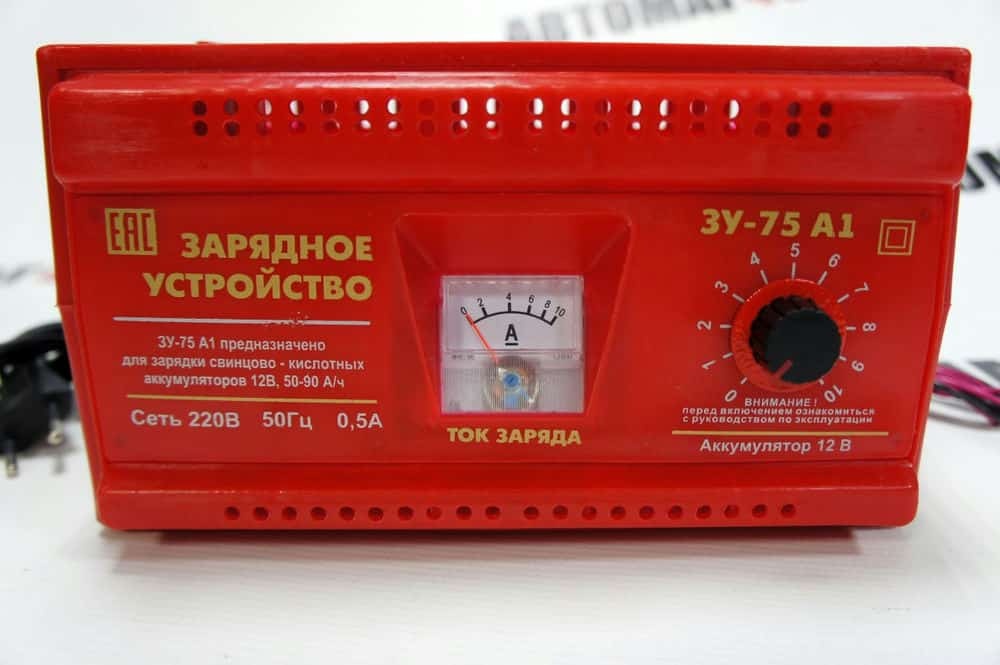 АВТОМА
EAC
ЗАРЯДНОЕ
УСТРОЙСТВО
ЗУ-75 А1 предназначено
для зарядки свинцово - кислотных
аккумуляторов 12В, 50-90 А/ч
Сеть 220В 50Гц 0,5А
0 2 4 6 8 10
A
ТОК ЗАРЯДА
ЗУ-75 А1
0 1 2 3 4 5 6 7 8 9 10
ВНИМАНИЕ !
перед включением ознакомиться
с руководством по эксплуатации
Аккумулятор 12 В